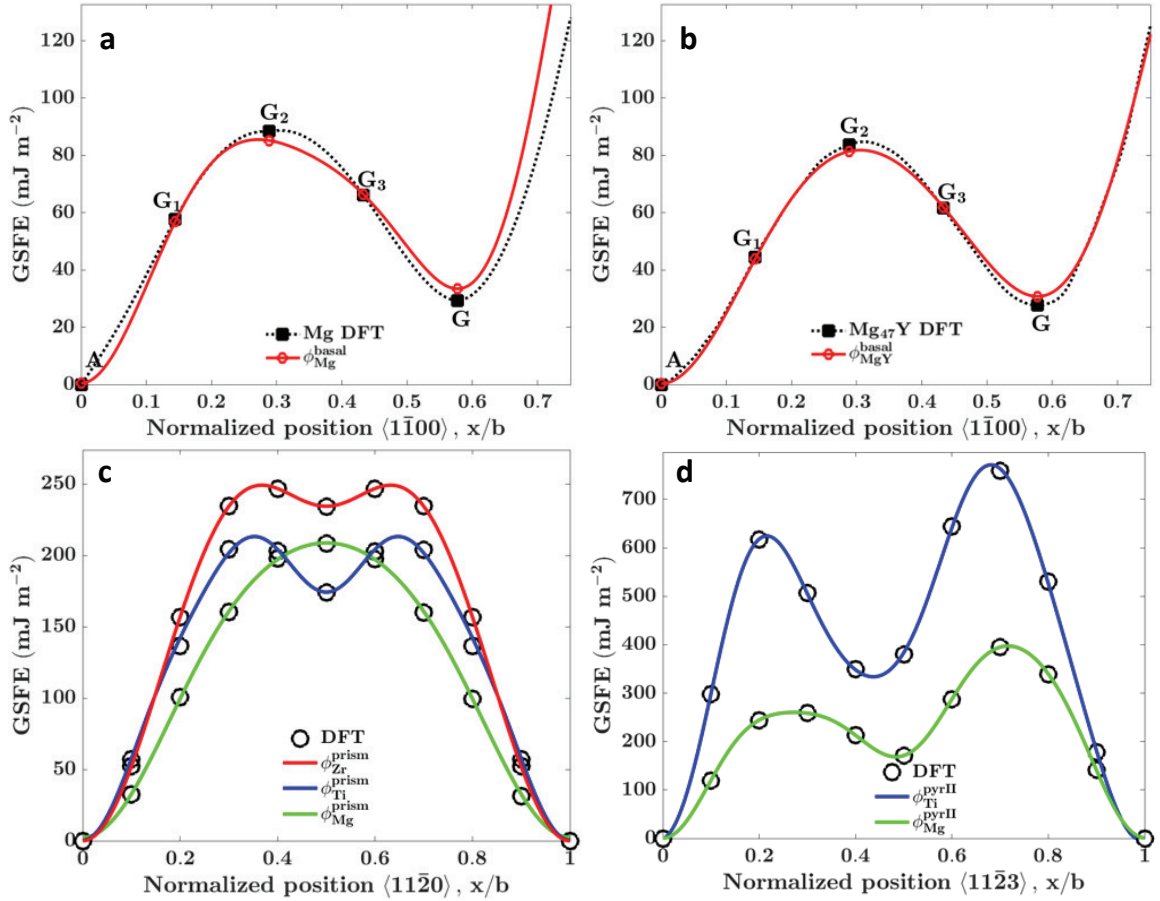 a
GSFE (mJ m⁻²)
120
100
80
60
40
20
0
G₂
G₁
G₃
G
A
Mg DFT
ϕ_Mg^basal
0 0.1 0.2 0.3 0.4 0.5 0.6 0.7
Normalized position ⟨11̄00⟩, x/b
b
GSFE (mJ m⁻²)
120
100
80
60
40
20
0
G₂
G₁
G₃
G
A
Mg₄₇Y DFT
ϕ_MgY^basal
0 0.1 0.2 0.3 0.4 0.5 0.6 0.7
Normalized position ⟨11̄00⟩, x/b
c
GSFE (mJ m⁻²)
250
200
150
100
50
0
DFT
ϕ_Zr^prism
ϕ_Ti^prism
ϕ_Mg^prism
0 0.2 0.4 0.6 0.8 1
Normalized position ⟨112̄0⟩, x/b
d
GSFE (mJ m⁻²)
700
600
500
400
300
200
100
0
DFT
ϕ_Ti^pyrII
ϕ_Mg^pyrII
0 0.2 0.4 0.6 0.8 1
Normalized position ⟨112̄3⟩, x/b